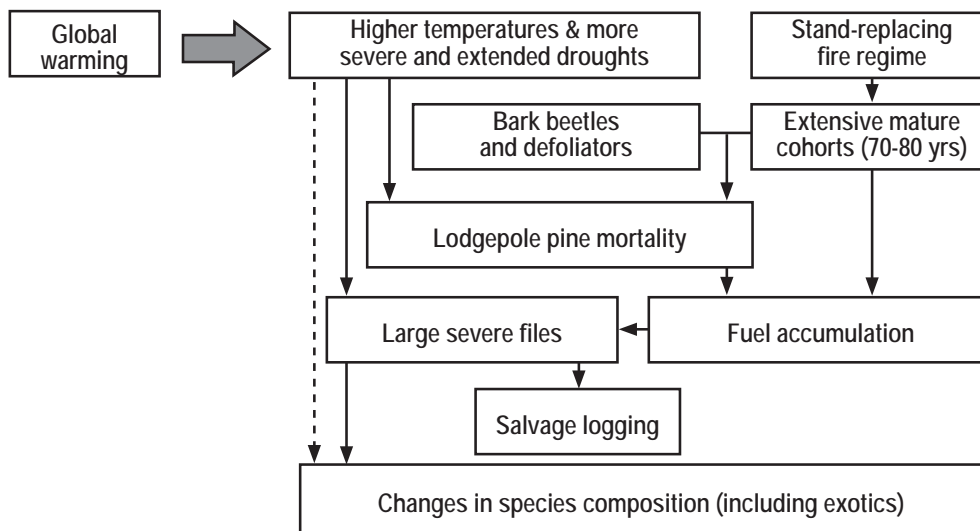 Global
warming
Higher temperatures & more
severe and extended droughts
Stand-replacing
fire regime
Bark beetles
and defoliators
Extensive mature
cohorts (70-80 yrs)
Lodgepole pine mortality
Large severe files
Fuel accumulation
Salvage logging
Changes in species composition (including exotics)